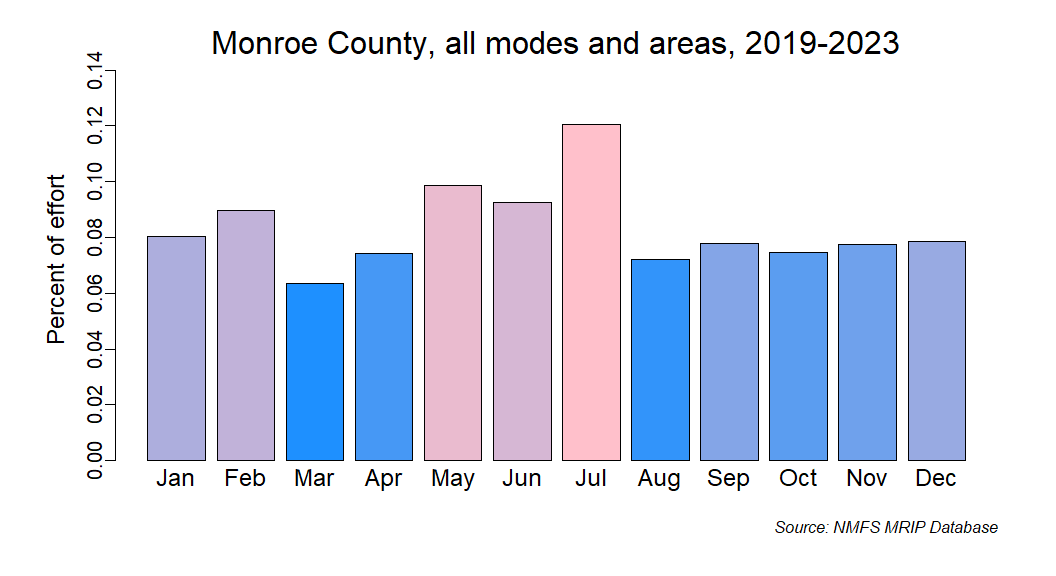 Monroe County, all modes and areas, 2019-2023
Percent of effort
0.14
0.12
0.10
0.08
0.06
0.04
0.02
0.00
Jan Feb Mar Apr May Jun Jul Aug Sep Oct Nov Dec
Source: NMFS MRIP Database